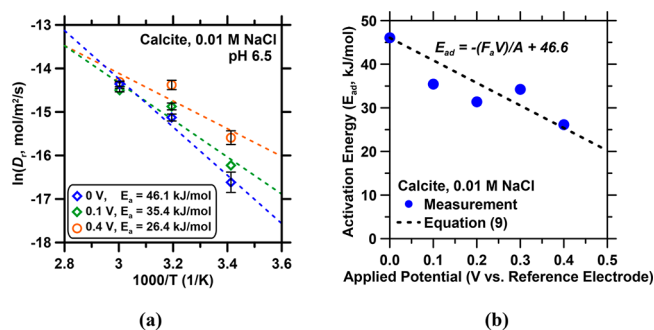 Calcite, 0.01 M NaCl
pH 6.5
ln(Dr, mol/m²/s)
-13
-14
-15
-16
-17
-18
0 V, Ea = 46.1 kJ/mol
0.1 V, Ea = 35.4 kJ/mol
0.4 V, Ea = 26.4 kJ/mol
2.8 3.0 3.2 3.4 3.6
1000/T (1/K)
(a)
Activation Energy (Ead, kJ/mol)
50
40
30
20
10
0
Ead = -(FaV)/A + 46.6
Calcite, 0.01 M NaCl
Measurement
Equation (9)
0.0 0.1 0.2 0.3 0.4 0.5
Applied Potential (V vs. Reference Electrode)
(b)